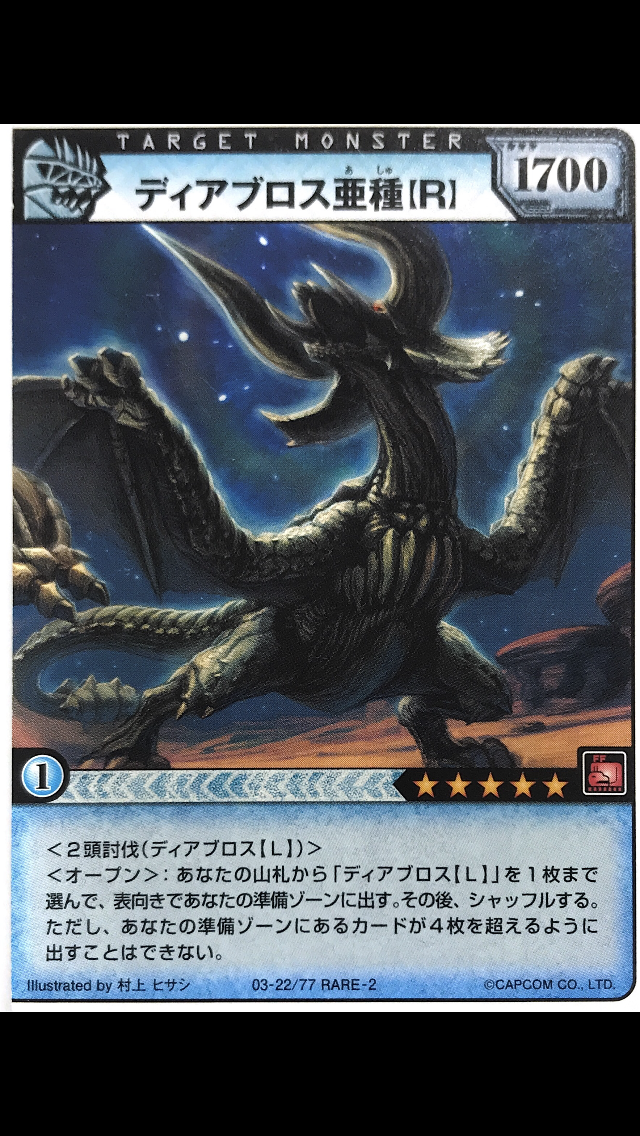 TARGET MONSTER
ディアブロス亜種【R】
あ しゅ
1700
1
FF
＜２頭討伐（ディアブロス【Ｌ】）＞
＜オープン＞：あなたの山札から「ディアブロス【Ｌ】」を１枚まで
選んで、表向きであなたの準備ゾーンに出す。その後、シャッフルする。
ただし、あなたの準備ゾーンにあるカードが４枚を超えるように
出すことはできない。
Illustrated by 村上 ヒサシ 03-22/77 RARE-2 ©CAPCOM CO., LTD.